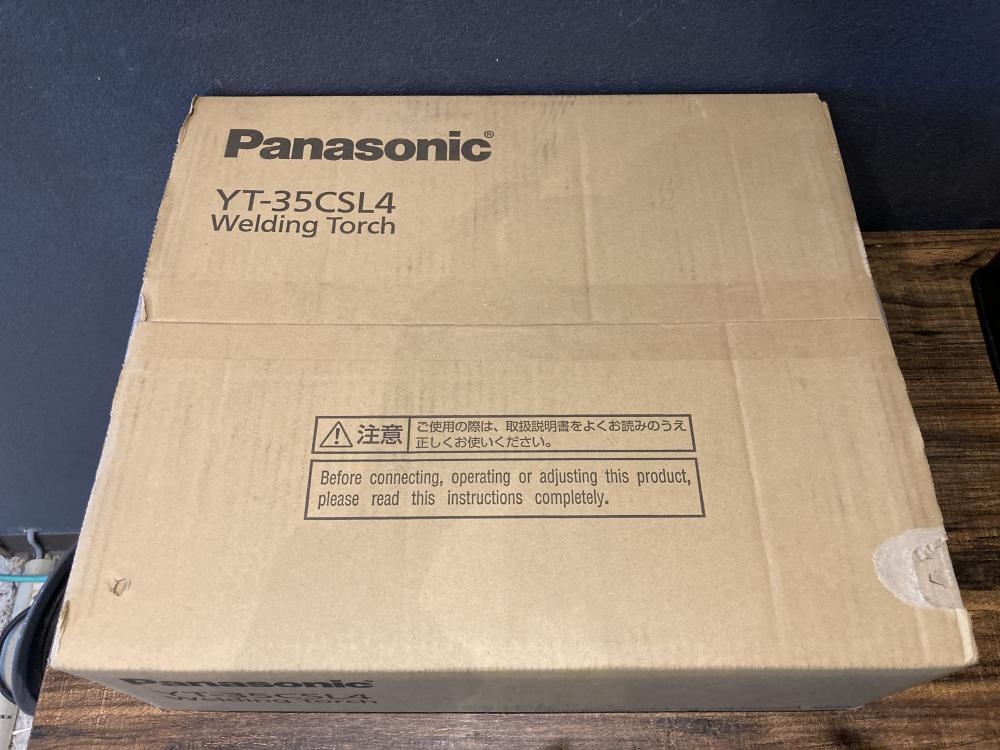 Panasonic®
YT-35CSL4
Welding Torch
注意
ご使用の際は、取扱説明書をよくお読みのうえ
正しくお使いください。
Before connecting, operating or adjusting this product,
please read this instructions completely.
Panasonic
YT-35CSL4
Welding Torch